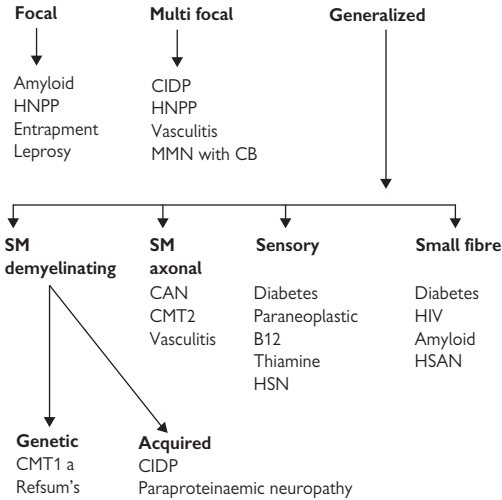 Focal
Amyloid
HNPP
Entrapment
Leprosy
Multi focal
CIDP
HNPP
Vasculitis
MMN with CB
Generalized
SM
demyelinating
SM
axonal
CAN
CMT2
Vasculitis
Sensory
Diabetes
Paraneoplastic
B12
Thiamine
HSN
Small fibre
Diabetes
HIV
Amyloid
HSAN
Genetic
CMT1 a
Refsum's
Acquired
CIDP
Paraproteinaemic neuropathy